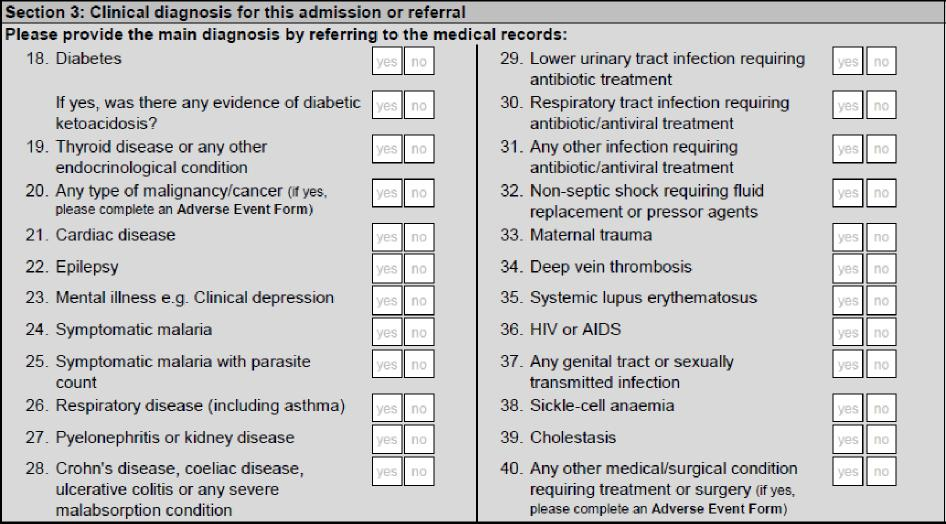 Section 3: Clinical diagnosis for this admission or referral
Please provide the main diagnosis by referring to the medical records:
18. Diabetes yes no
If yes, was there any evidence of diabetic yes no
ketoacidosis?
19. Thyroid disease or any other yes no
endocrinological condition
20. Any type of malignancy/cancer (if yes, yes no
please complete an Adverse Event Form)
21. Cardiac disease yes no
22. Epilepsy yes no
23. Mental illness e.g. Clinical depression yes no
24. Symptomatic malaria yes no
25. Symptomatic malaria with parasite yes no
count
26. Respiratory disease (including asthma) yes no
27. Pyelonephritis or kidney disease yes no
28. Crohn's disease, coeliac disease, yes no
ulcerative colitis or any severe
malabsorption condition
29. Lower urinary tract infection requiring yes no
antibiotic treatment
30. Respiratory tract infection requiring yes no
antibiotic/antiviral treatment
31. Any other infection requiring yes no
antibiotic/antiviral treatment
32. Non-septic shock requiring fluid yes no
replacement or pressor agents
33. Maternal trauma yes no
34. Deep vein thrombosis yes no
35. Systemic lupus erythematosus yes no
36. HIV or AIDS yes no
37. Any genital tract or sexually yes no
transmitted infection
38. Sickle-cell anaemia yes no
39. Cholestasis yes no
40. Any other medical/surgical condition yes no
requiring treatment or surgery (if yes,
please complete an Adverse Event Form)